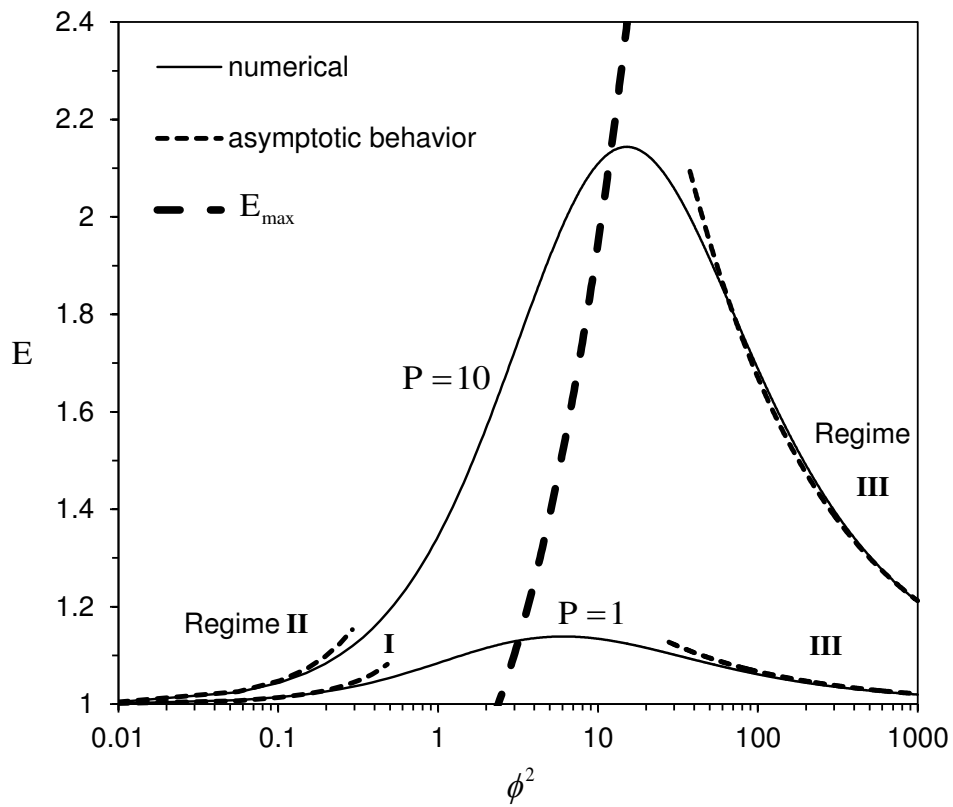 2.4
numerical
2.2
asymptotic behavior
E_max
2
1.8
E
P = 10
1.6
Regime
III
1.4
1.2
Regime II
I
P = 1
III
1
0.01
0.1
1
10
100
1000
ϕ²